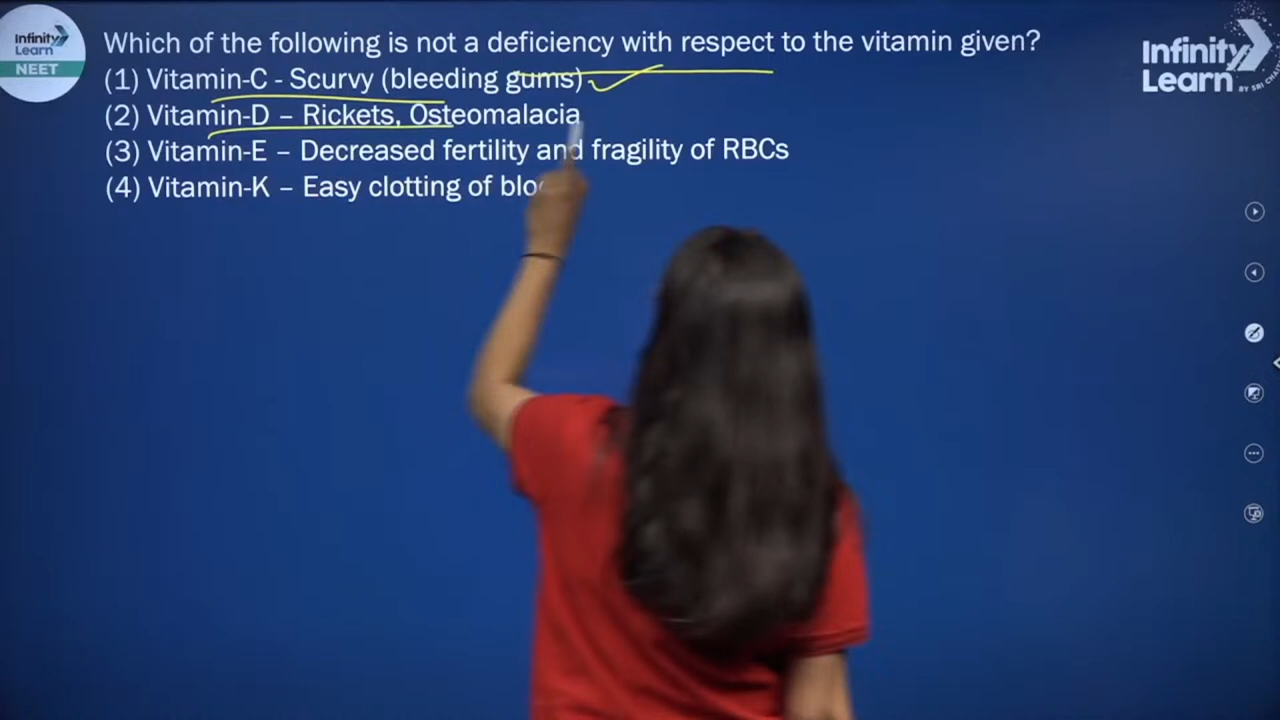 Infinity
Learn
NEET
Which of the following is not a deficiency with respect to the vitamin given?
(1) Vitamin-C - Scurvy (bleeding gums)
(2) Vitamin-D – Rickets, Osteomalacia
(3) Vitamin-E – Decreased fertility and fragility of RBCs
(4) Vitamin-K – Easy clotting of
Infinity
Learn
BY SRI